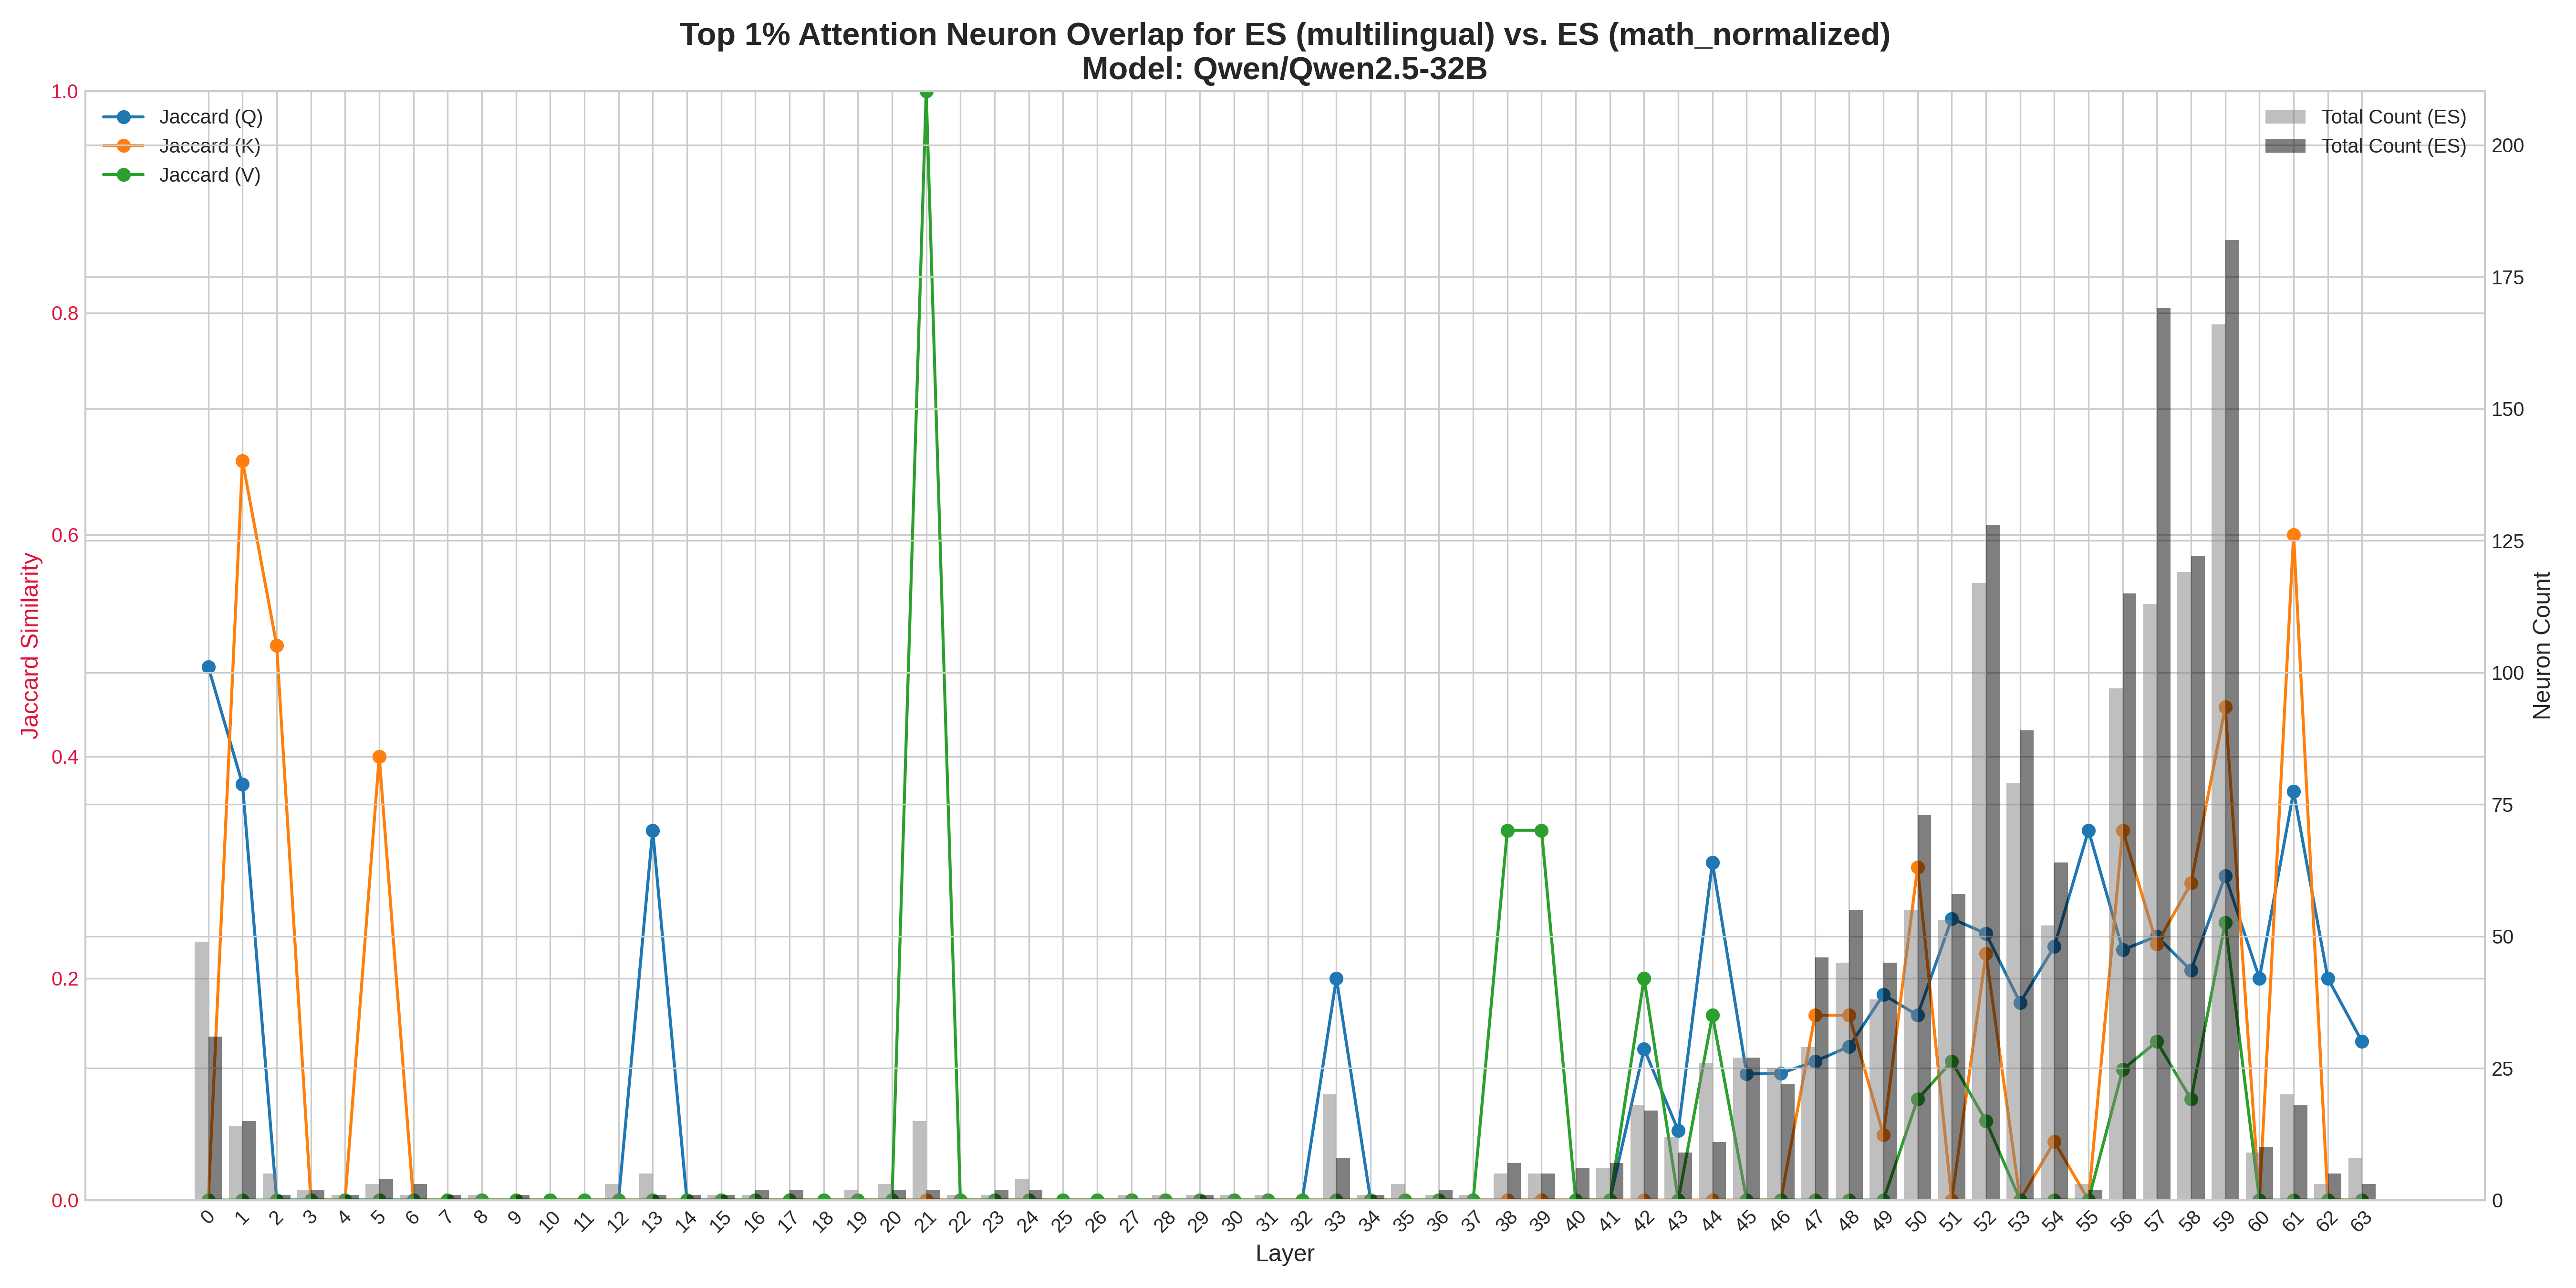 Top 1% Attention Neuron Overlap for ES (multilingual) vs. ES (math_normalized)
Model: Qwen/Qwen2.5-32B
Jaccard (Q)
Jaccard (K)
Jaccard (V)
Total Count (ES)
Total Count (ES)
1.0
0.8
0.6
0.4
0.2
0.0
Jaccard Similarity
200
175
150
125
100
75
50
25
0
Neuron Count
0 1 2 3 4 5 6 7 8 9 10 11 12 13 14 15 16 17 18 19 20 21 22 23 24 25 26 27 28 29 30 31 32 33 34 35 36 37 38 39 40 41 42 43 44 45 46 47 48 49 50 51 52 53 54 55 56 57 58 59 60 61 62 63
Layer